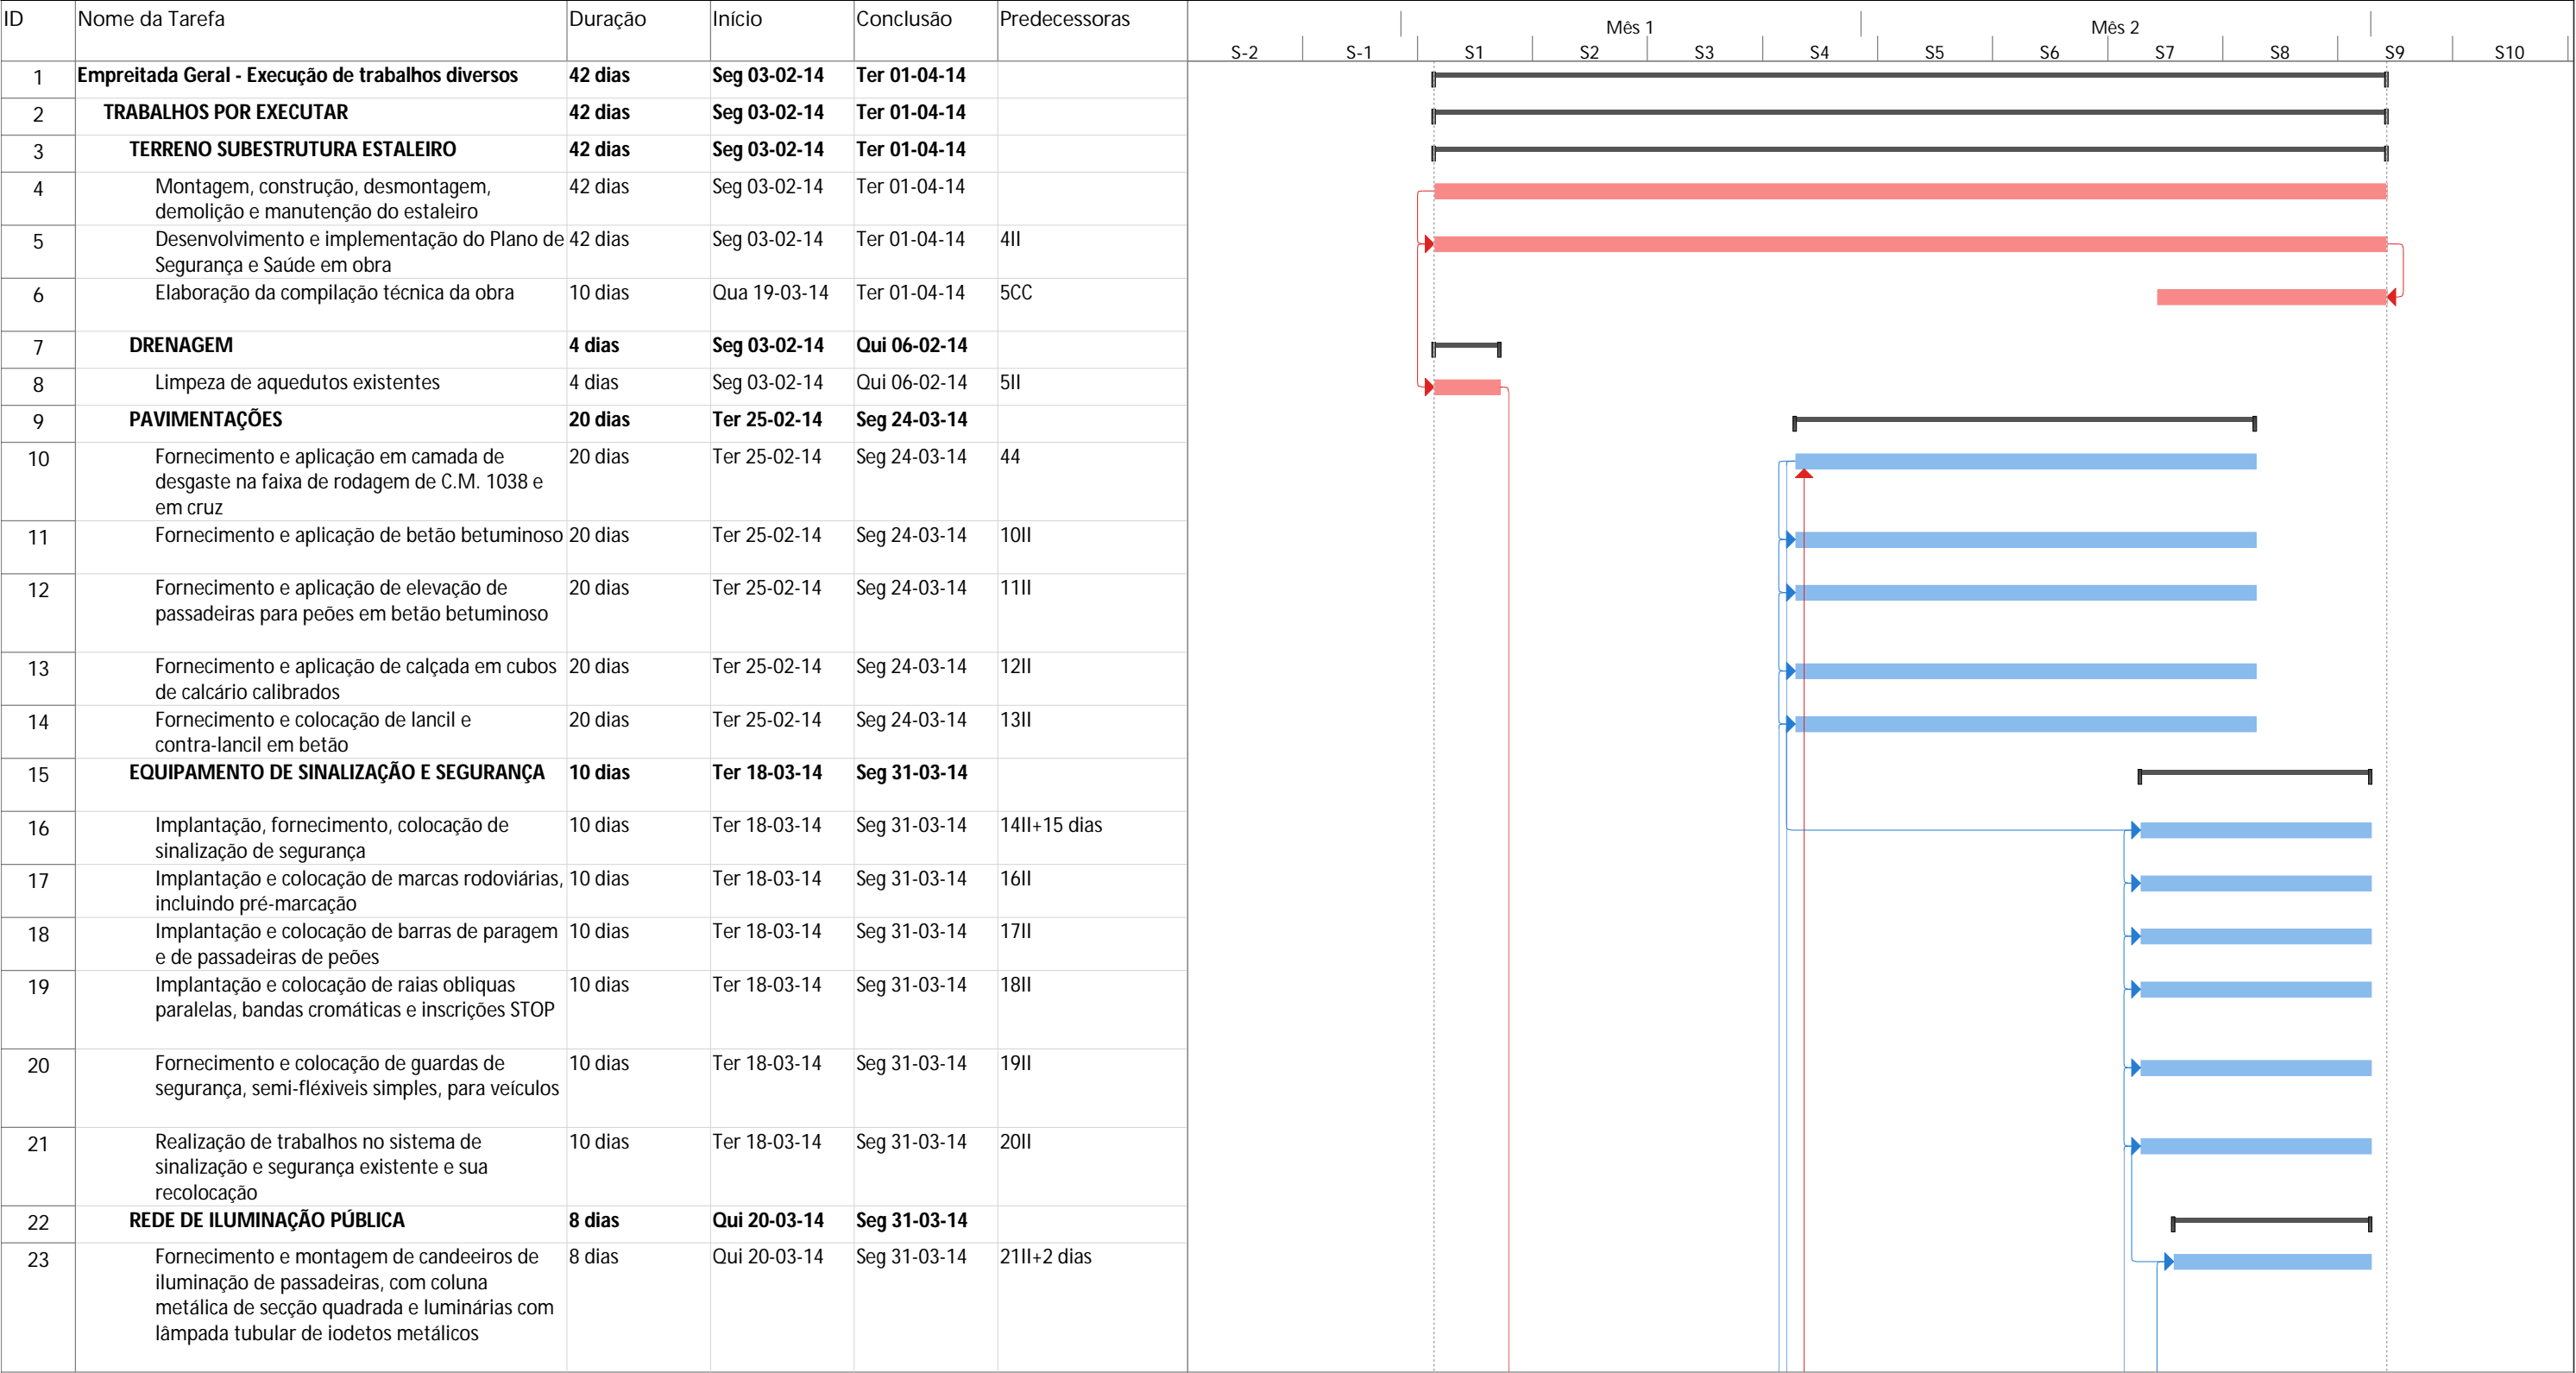 ID Nome da Tarefa Duração Início Conclusão Predecessoras
Mês 1 Mês 2
S-2 S-1 S1 S2 S3 S4 S5 S6 S7 S8 S9 S10
1 Empreitada Geral - Execução de trabalhos diversos 42 dias Seg 03-02-14 Ter 01-04-14
2 TRABALHOS POR EXECUTAR 42 dias Seg 03-02-14 Ter 01-04-14
3 TERRENO SUBESTRUTURA ESTALEIRO 42 dias Seg 03-02-14 Ter 01-04-14
4 Montagem, construção, desmontagem, 42 dias Seg 03-02-14 Ter 01-04-14
demolição e manutenção do estaleiro
5 Desenvolvimento e implementação do Plano de 42 dias Seg 03-02-14 Ter 01-04-14 4II
Segurança e Saúde em obra
6 Elaboração da compilação técnica da obra 10 dias Qua 19-03-14 Ter 01-04-14 5CC
7 DRENAGEM 4 dias Seg 03-02-14 Qui 06-02-14
8 Limpeza de aquedutos existentes 4 dias Seg 03-02-14 Qui 06-02-14 5II
9 PAVIMENTAÇÕES 20 dias Ter 25-02-14 Seg 24-03-14
10 Fornecimento e aplicação em camada de 20 dias Ter 25-02-14 Seg 24-03-14 44
desgaste na faixa de rodagem de C.M. 1038 e
em cruz
11 Fornecimento e aplicação de betão betuminoso 20 dias Ter 25-02-14 Seg 24-03-14 10II
12 Fornecimento e aplicação de elevação de 20 dias Ter 25-02-14 Seg 24-03-14 11II
passadeiras para peões em betão betuminoso
13 Fornecimento e aplicação de calçada em cubos 20 dias Ter 25-02-14 Seg 24-03-14 12II
de calcário calibrados
14 Fornecimento e colocação de lancil e 20 dias Ter 25-02-14 Seg 24-03-14 13II
contra-lancil em betão
15 EQUIPAMENTO DE SINALIZAÇÃO E SEGURANÇA 10 dias Ter 18-03-14 Seg 31-03-14
16 Implantação, fornecimento, colocação de 10 dias Ter 18-03-14 Seg 31-03-14 14II+15 dias
sinalização de segurança
17 Implantação e colocação de marcas rodoviárias, 10 dias Ter 18-03-14 Seg 31-03-14 16II
incluindo pré-marcação
18 Implantação e colocação de barras de paragem 10 dias Ter 18-03-14 Seg 31-03-14 17II
e de passadeiras de peões
19 Implantação e colocação de raias obliquas 10 dias Ter 18-03-14 Seg 31-03-14 18II
paralelas, bandas cromáticas e inscrições STOP
20 Fornecimento e colocação de guardas de 10 dias Ter 18-03-14 Seg 31-03-14 19II
segurança, semi-fléxiveis simples, para veículos
21 Realização de trabalhos no sistema de 10 dias Ter 18-03-14 Seg 31-03-14 20II
sinalização e segurança existente e sua
recolocação
22 REDE DE ILUMINAÇÃO PÚBLICA 8 dias Qui 20-03-14 Seg 31-03-14
23 Fornecimento e montagem de candeeiros de 8 dias Qui 20-03-14 Seg 31-03-14 21II+2 dias
iluminação de passadeiras, com coluna
metálica de secção quadrada e luminárias com
lâmpada tubular de iodetos metálicos